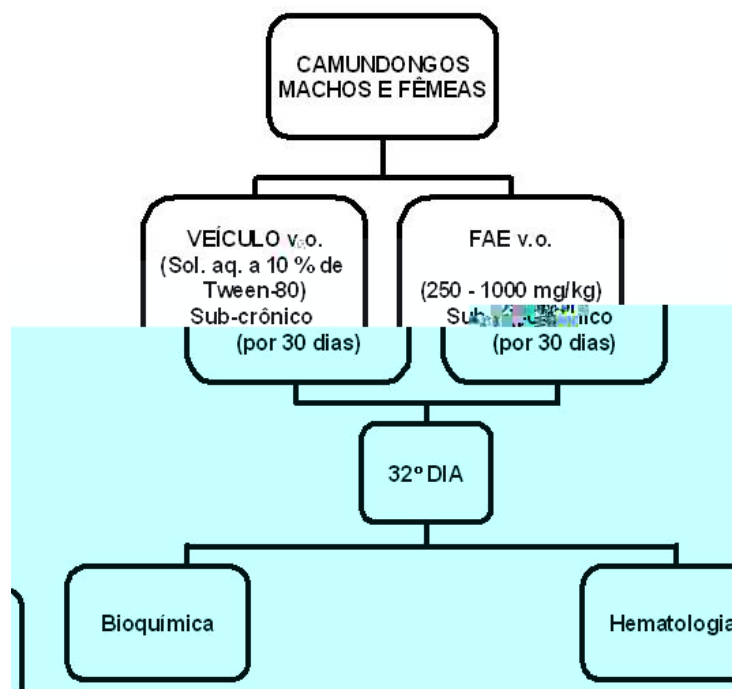 CAMUNDONGOS
MACHOS E FÊMEAS
VEÍCULO v.o.
(Sol. aq. a 10 % de
Tween-80)
Sub-crônico
(por 30 dias)
FAE v.o.
(250 - 1000 mg/kg)
(por 30 dias)
32º DIA
Bioquímica
Hematologia